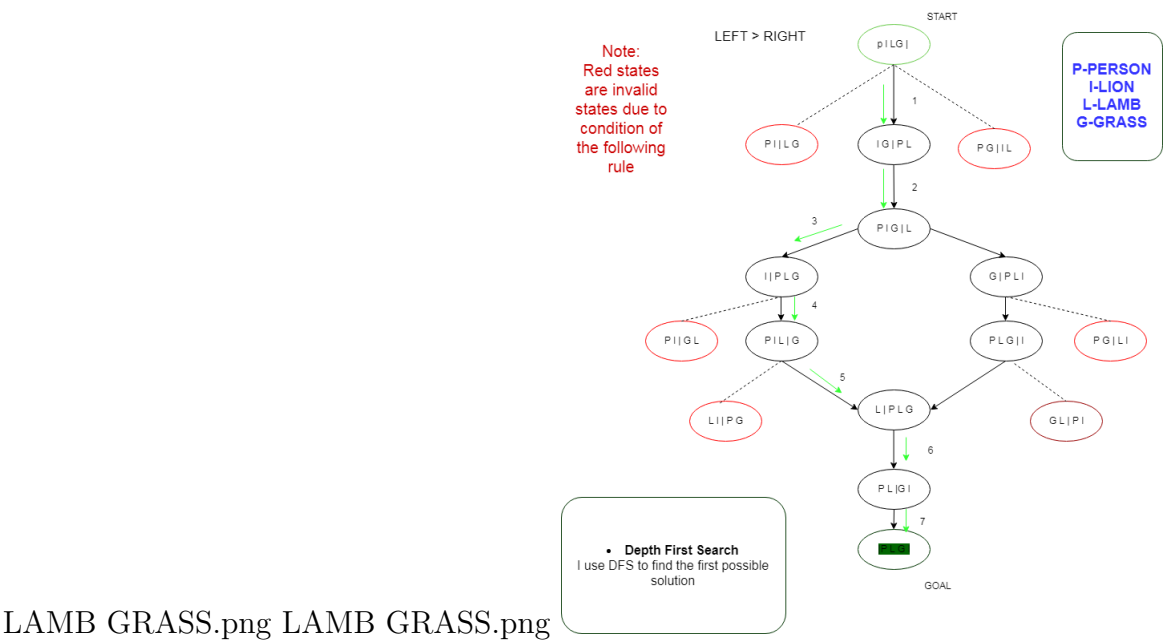 START
LEFT > RIGHT
p I LG |
Note:
Red states
are invalid
states due to
condition of
the following
rule
P-PERSON
I-LION
L-LAMB
G-GRASS
1
P I | L G
I G | P L
P G | I L
2
P I G | L
3
I | P L G
G | P L I
4
P I | G L
P I L | G
P L G | I
P G | L I
5
L | P L G
L I | P G
G L | P I
6
P L |G I
7
P L G
• Depth First Search
I use DFS to find the first possible
solution
GOAL
LAMB GRASS.png LAMB GRASS.png